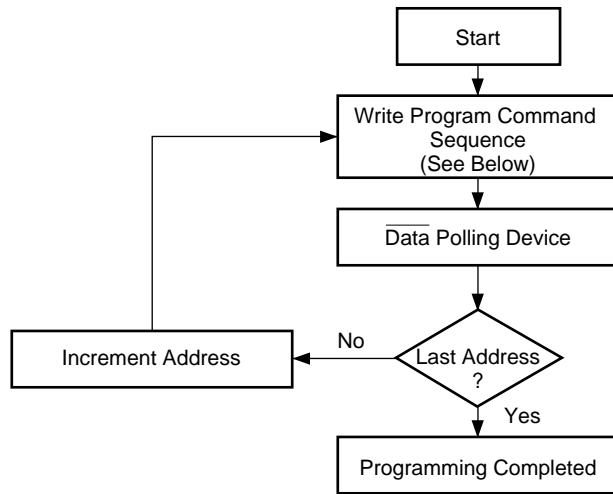 Start
Write Program Command
Sequence
(See Below)
Data Polling Device
No
Increment Address
Last Address
?
Yes
Programming Completed